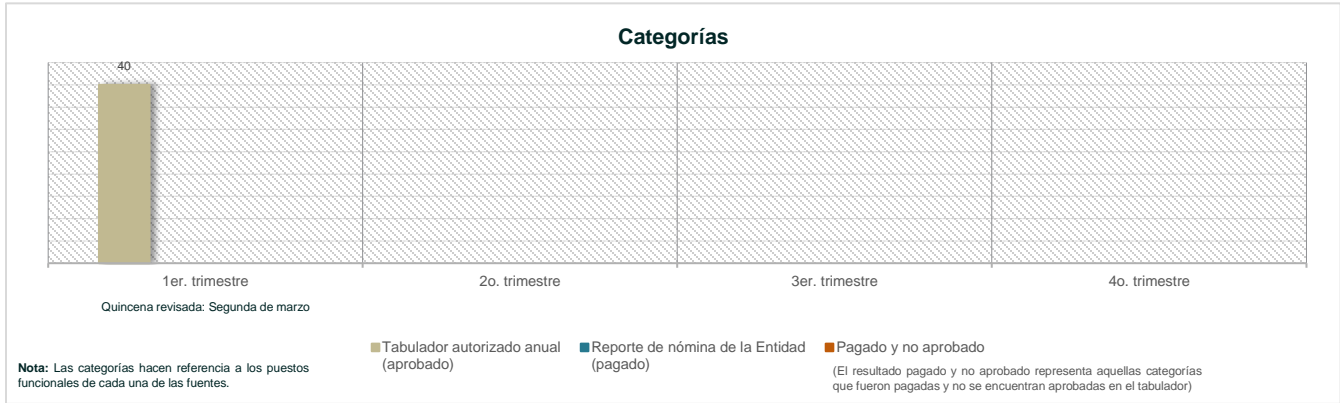 Categorías
40
1er. trimestre
2o. trimestre
3er. trimestre
4o. trimestre
Quincena revisada: Segunda de marzo
Tabulador autorizado anual
(aprobado)
Reporte de nómina de la Entidad
(pagado)
Pagado y no aprobado
(El resultado pagado y no aprobado representa aquellas categorías
que fueron pagadas y no se encuentran aprobadas en el tabulador)
Nota: Las categorías hacen referencia a los puestos
funcionales de cada una de las fuentes.